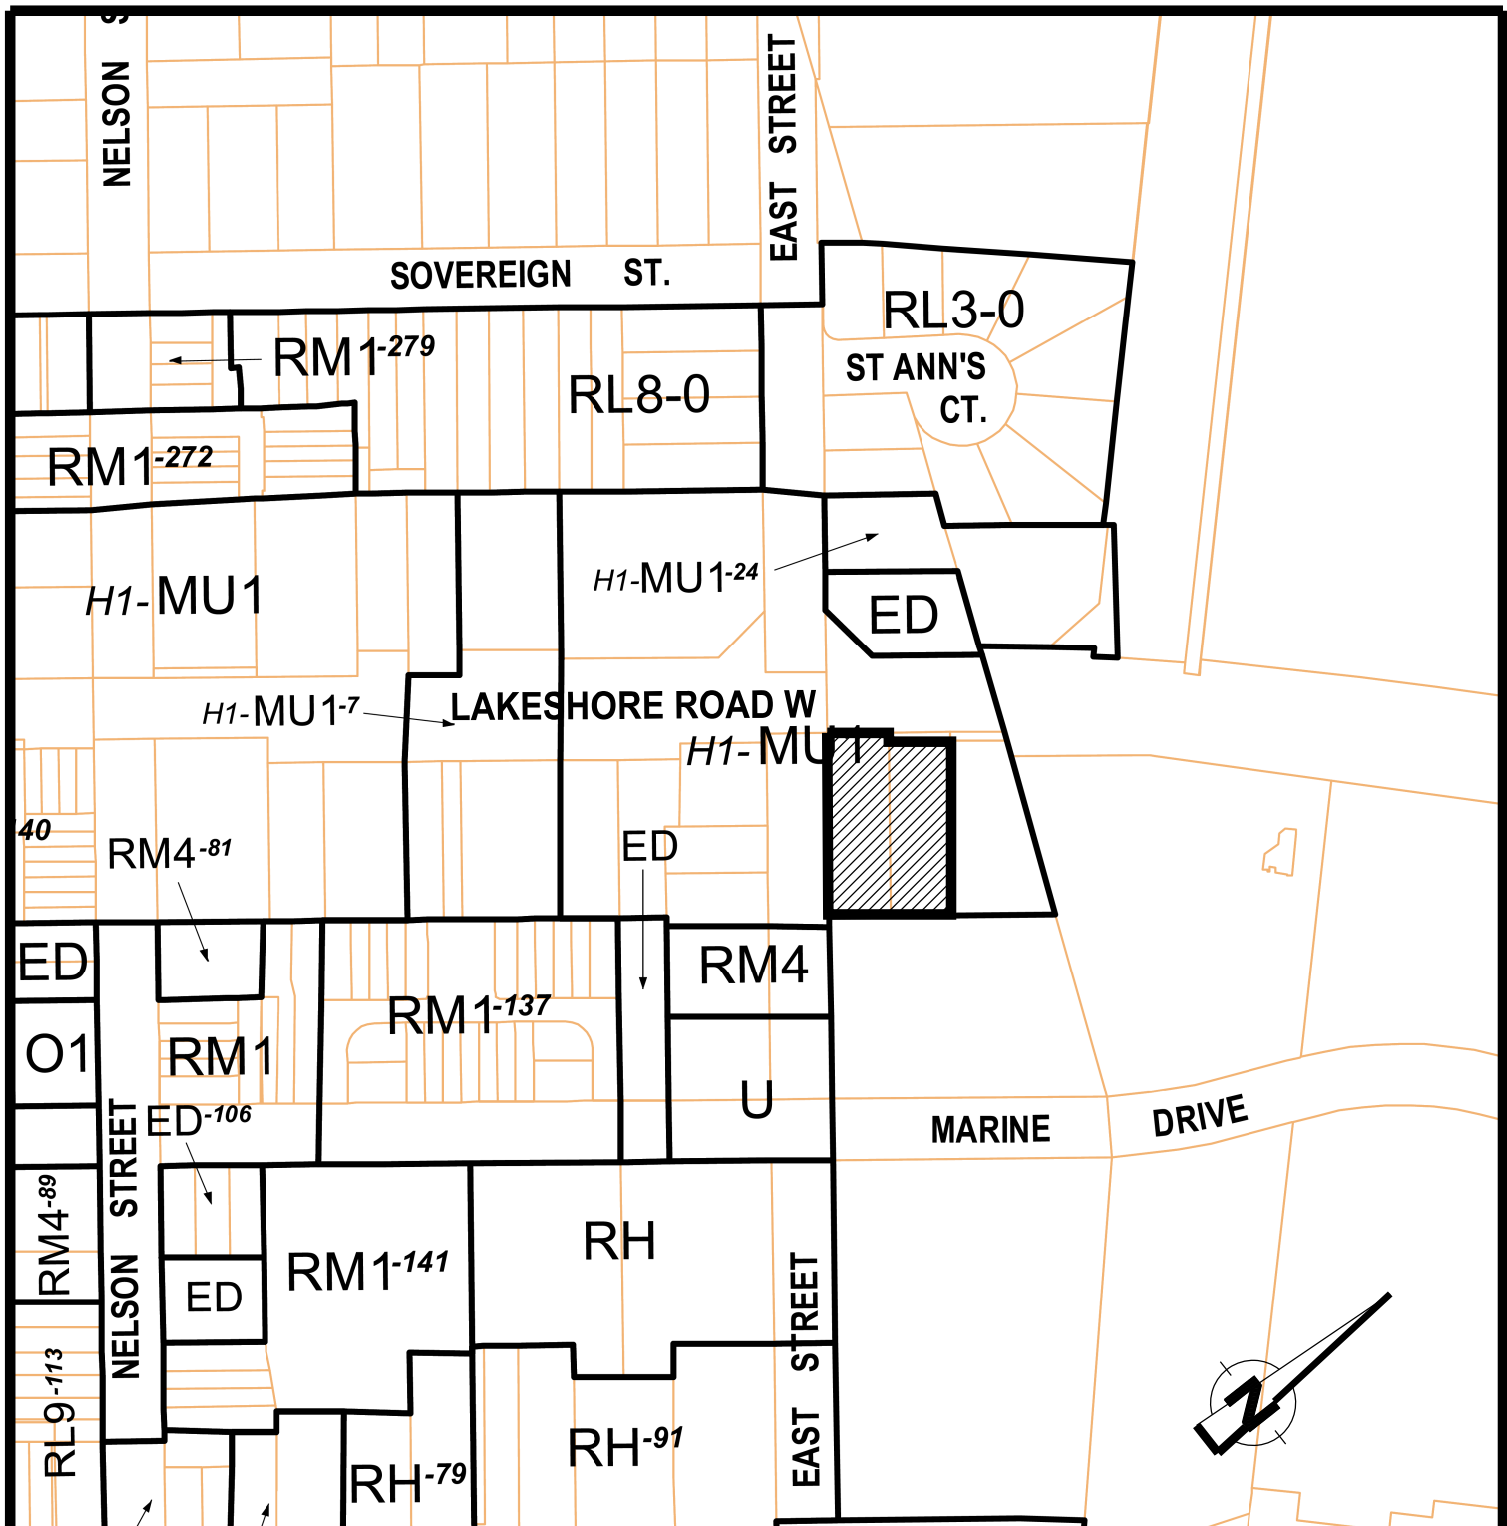 NELSON S
EAST STREET
SOVEREIGN ST.
RL3-0
RM1-279
ST ANN'S
CT.
RL8-0
RM1-272
H1-MU1-24
H1-MU1
ED
H1-MU1-7
LAKESHORE ROAD W
H1-MU1
40
RM4-81
ED
ED
RM4
RM1-137
O1
RM1
U
ED-106
MARINE DRIVE
NELSON STREET
RM4-89
RH
RM1-141
ED
EAST STREET
RL9-113
RH-91
RH-79
N